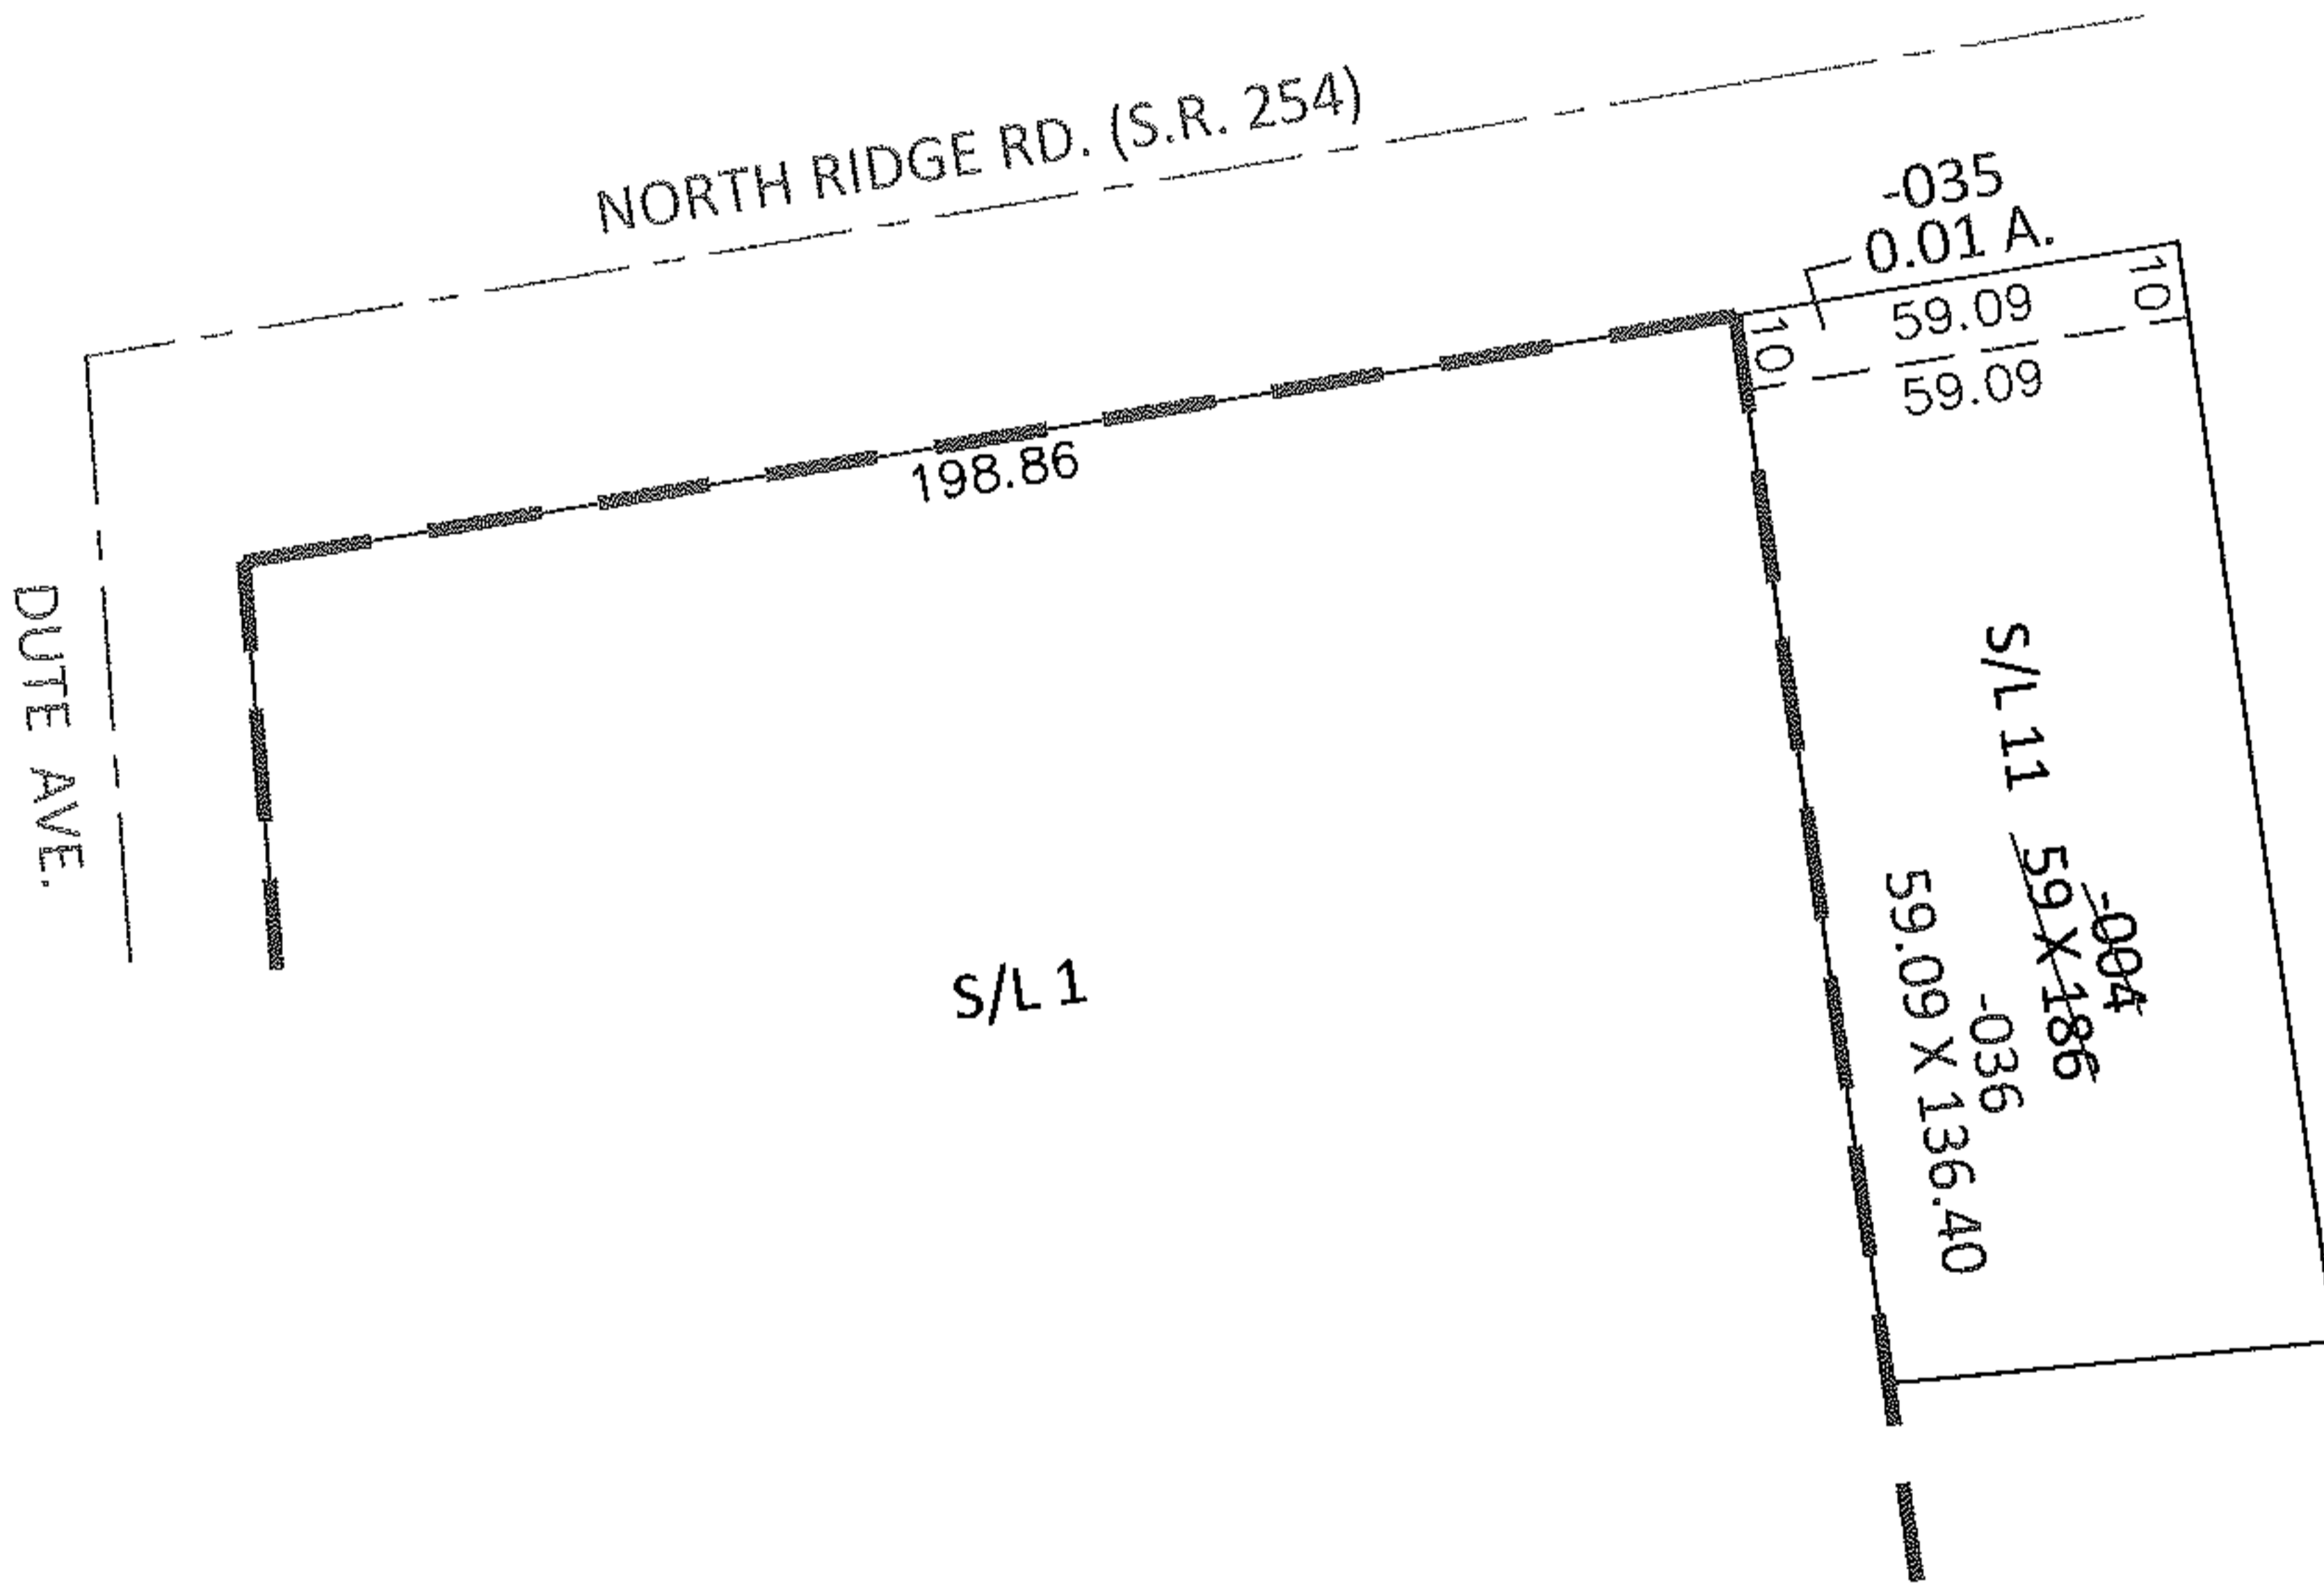 NORTH RIDGE RD. (S.R. 254)
-035
0.01 A.
10
59.09
10
59.09
198.86
DUTE AVE.
S/L 1
S/L 11 59 X 186
-004
-036
59.09 X 136.40